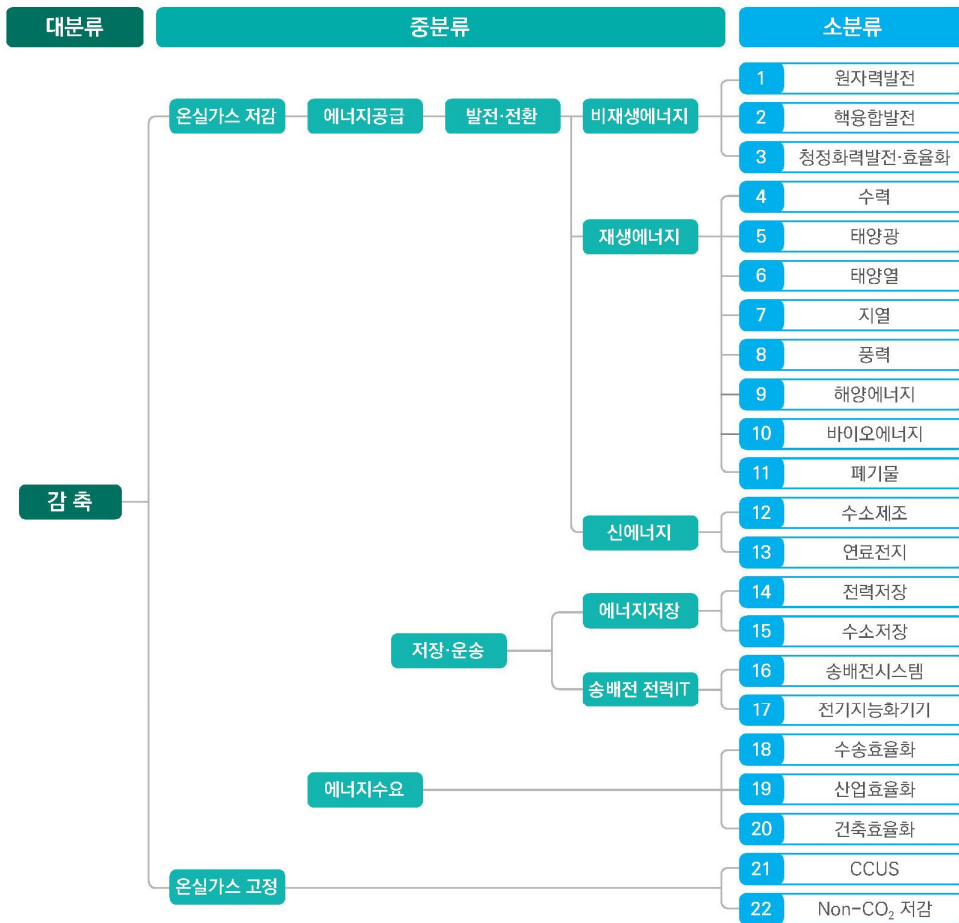 대분류
중분류
소분류
온실가스 저감
에너지공급
발전·전환
비재생에너지
1 원자력발전
2 핵융합발전
3 청정화력발전·효율화
재생에너지
4 수력
5 태양광
6 태양열
7 지열
8 풍력
9 해양에너지
10 바이오에너지
11 폐기물
감 축
신에너지
12 수소제조
13 연료전지
저장·운송
에너지저장
14 전력저장
15 수소저장
송배전 전력IT
16 송배전시스템
17 전기지능화기기
에너지수요
18 수송효율화
19 산업효율화
20 건축효율화
온실가스 고정
21 CCUS
22 Non-CO₂ 저감